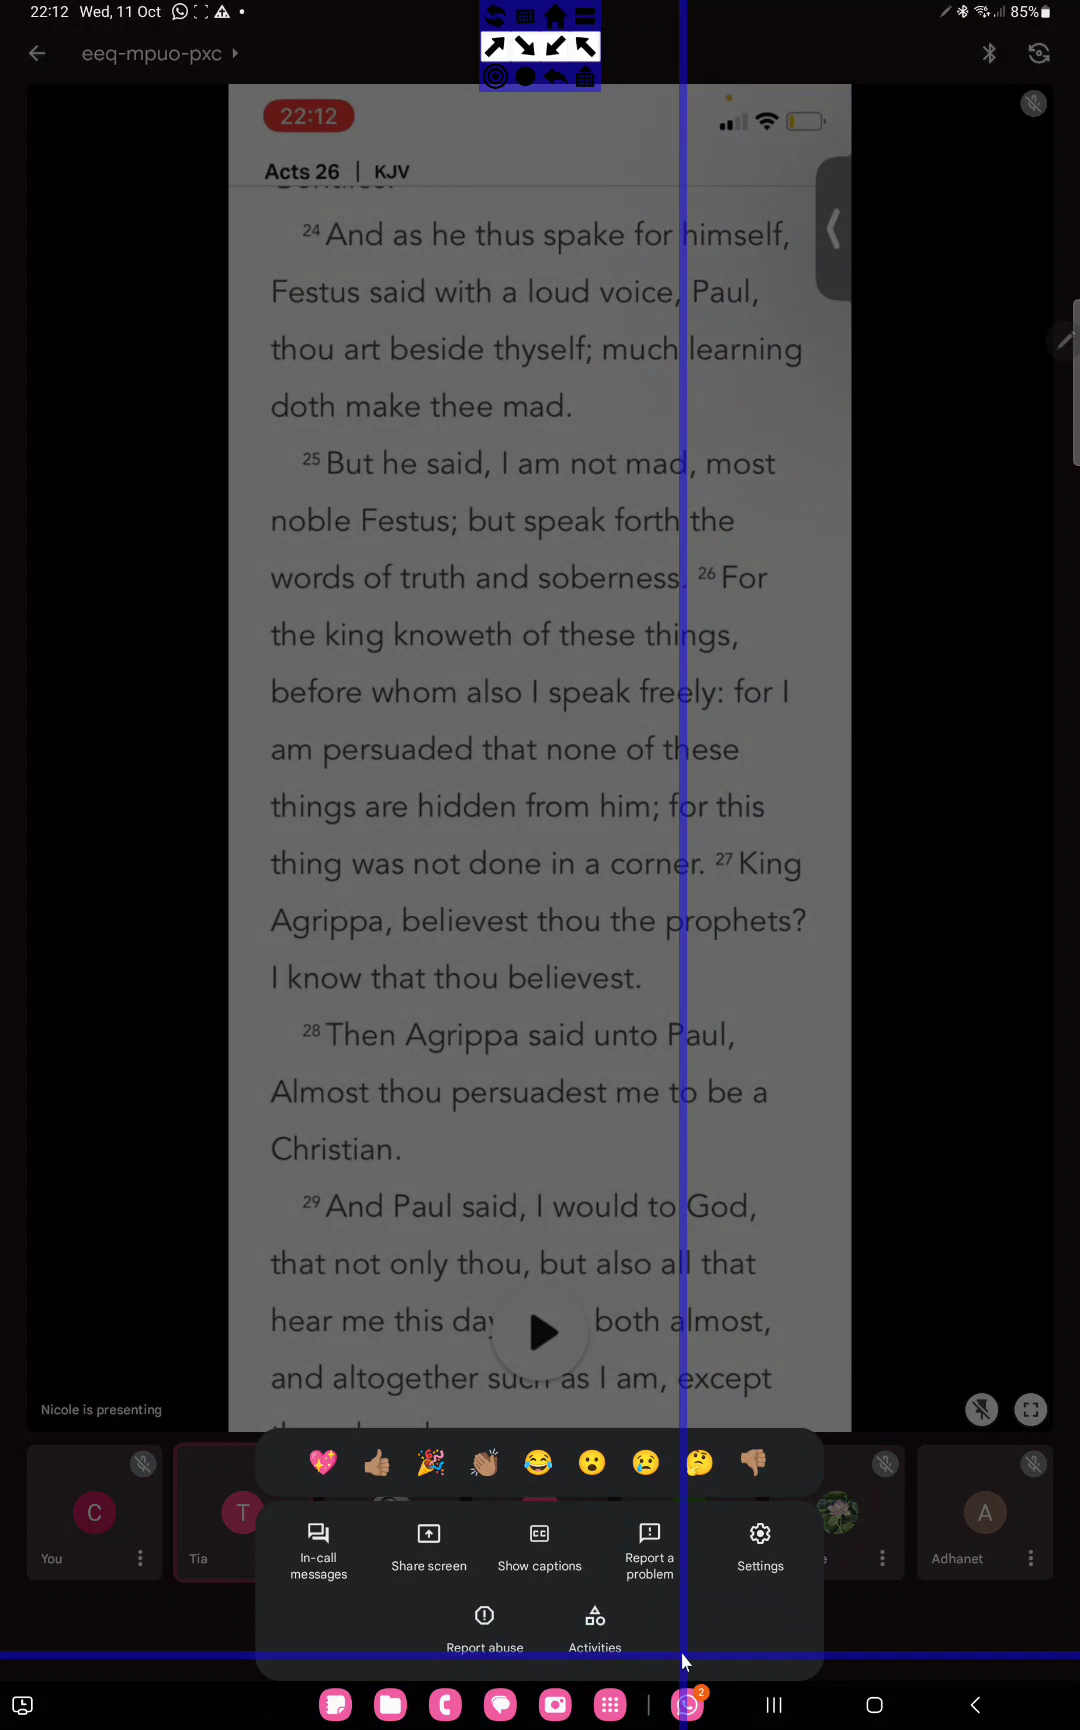 22:12 Wed, 11 Oct
85%
eeq-mpuo-pxc
22:12
Acts 26 | KJV
24 And as he thus spake for himself,
Festus said with a loud voice, Paul,
thou art beside thyself; much learning
doth make thee mad.
25 But he said, I am not mad, most
noble Festus; but speak forth the
words of truth and soberness. 26 For
the king knoweth of these things,
before whom also I speak freely: for I
am persuaded that none of these
things are hidden from him; for this
thing was not done in a corner. 27 King
Agrippa, believest thou the prophets?
I know that thou believest.
28 Then Agrippa said unto Paul,
Almost thou persuadest me to be a
Christian.
29 And Paul said, I would to God,
that not only thou, but also all that
hear me this day both almost,
and altogether such as I am, except
Nicole is presenting
C
T
A
You
Tia
e
Adhanet
In-call
messages
Share screen
CC
Show captions
Report a
problem
Settings
Report abuse
Activities
2